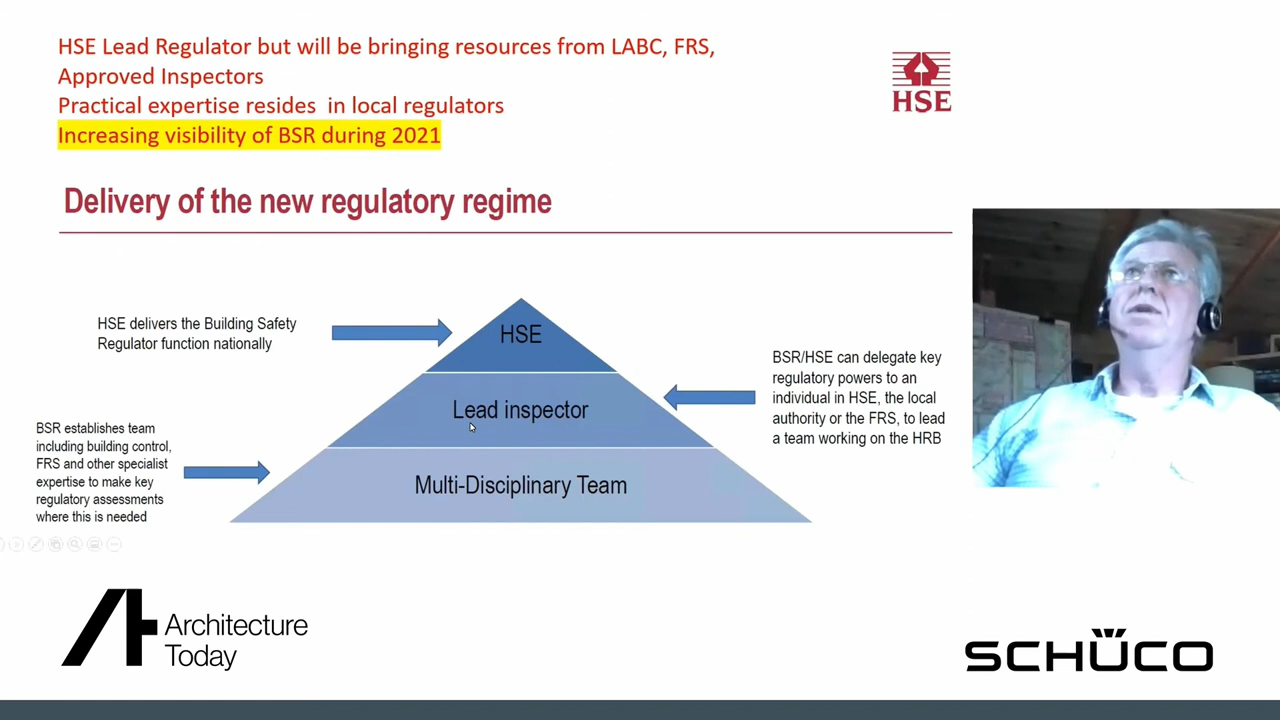 HSE Lead Regulator but will be bringing resources from LABC, FRS,
Approved Inspectors
Practical expertise resides in local regulators
Increasing visibility of BSR during 2021
HSE
Delivery of the new regulatory regime
HSE delivers the Building Safety
Regulator function nationally
HSE
BSR/HSE can delegate key
regulatory powers to an
individual in HSE, the local
authority or the FRS, to lead
a team working on the HRB
Lead inspector
BSR establishes team
including building control,
FRS and other specialist
expertise to make key
regulatory assessments
where this is needed
Multi-Disciplinary Team
Architecture
Today
SCHÜCO